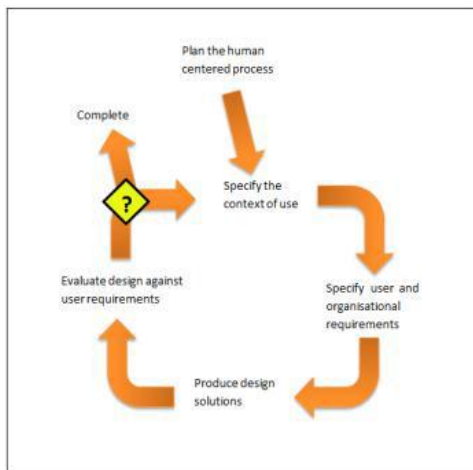 Plan the human
centered process
Complete
?
Specify the
context of use
Evaluate design against
user requirements
Specify user and
organisational
requirements
Produce design
solutions